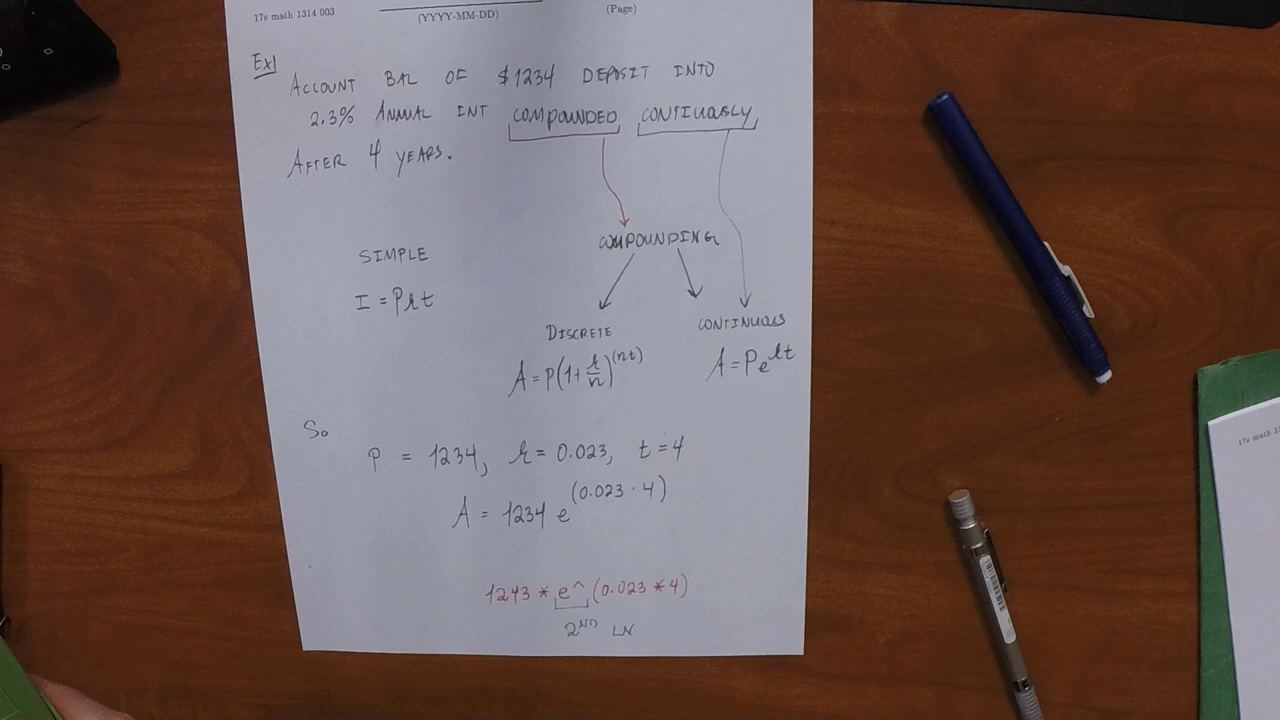 17s math 1314 003
(YYYY-MM-DD)
(Page)
Ex1
ACCOUNT BAL OF $1234 DEPOSIT INTO
2.3% ANNUAL INT COMPOUNDED CONTIUOUSLY
AFTER 4 YEARS.
COMPOUNDING
SIMPLE
I = Prt
DISCRETE
CONTINUOUS
A = P(1 + r/n)^(nt)
A = Pe^rt
So
P = 1234, r = 0.023, t = 4
A = 1234 e^(0.023 · 4)
1243 * e^ (0.023 * 4)
2ND LN